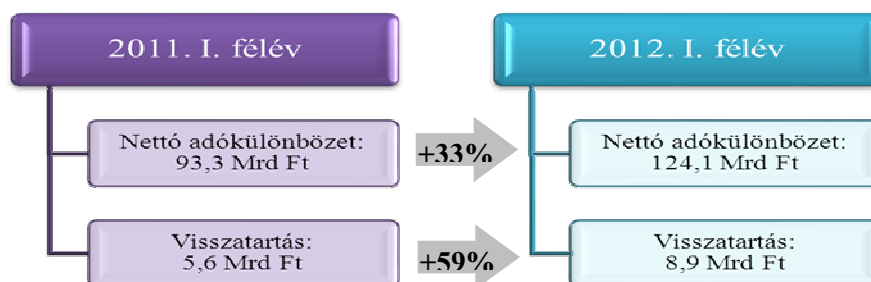 2011. I. félév
2012. I. félév
Nettó adókülönbözet:
93,3 Mrd Ft
+33%
Nettó adókülönbözet:
124,1 Mrd Ft
Visszatartás:
5,6 Mrd Ft
+59%
Visszatartás:
8,9 Mrd Ft